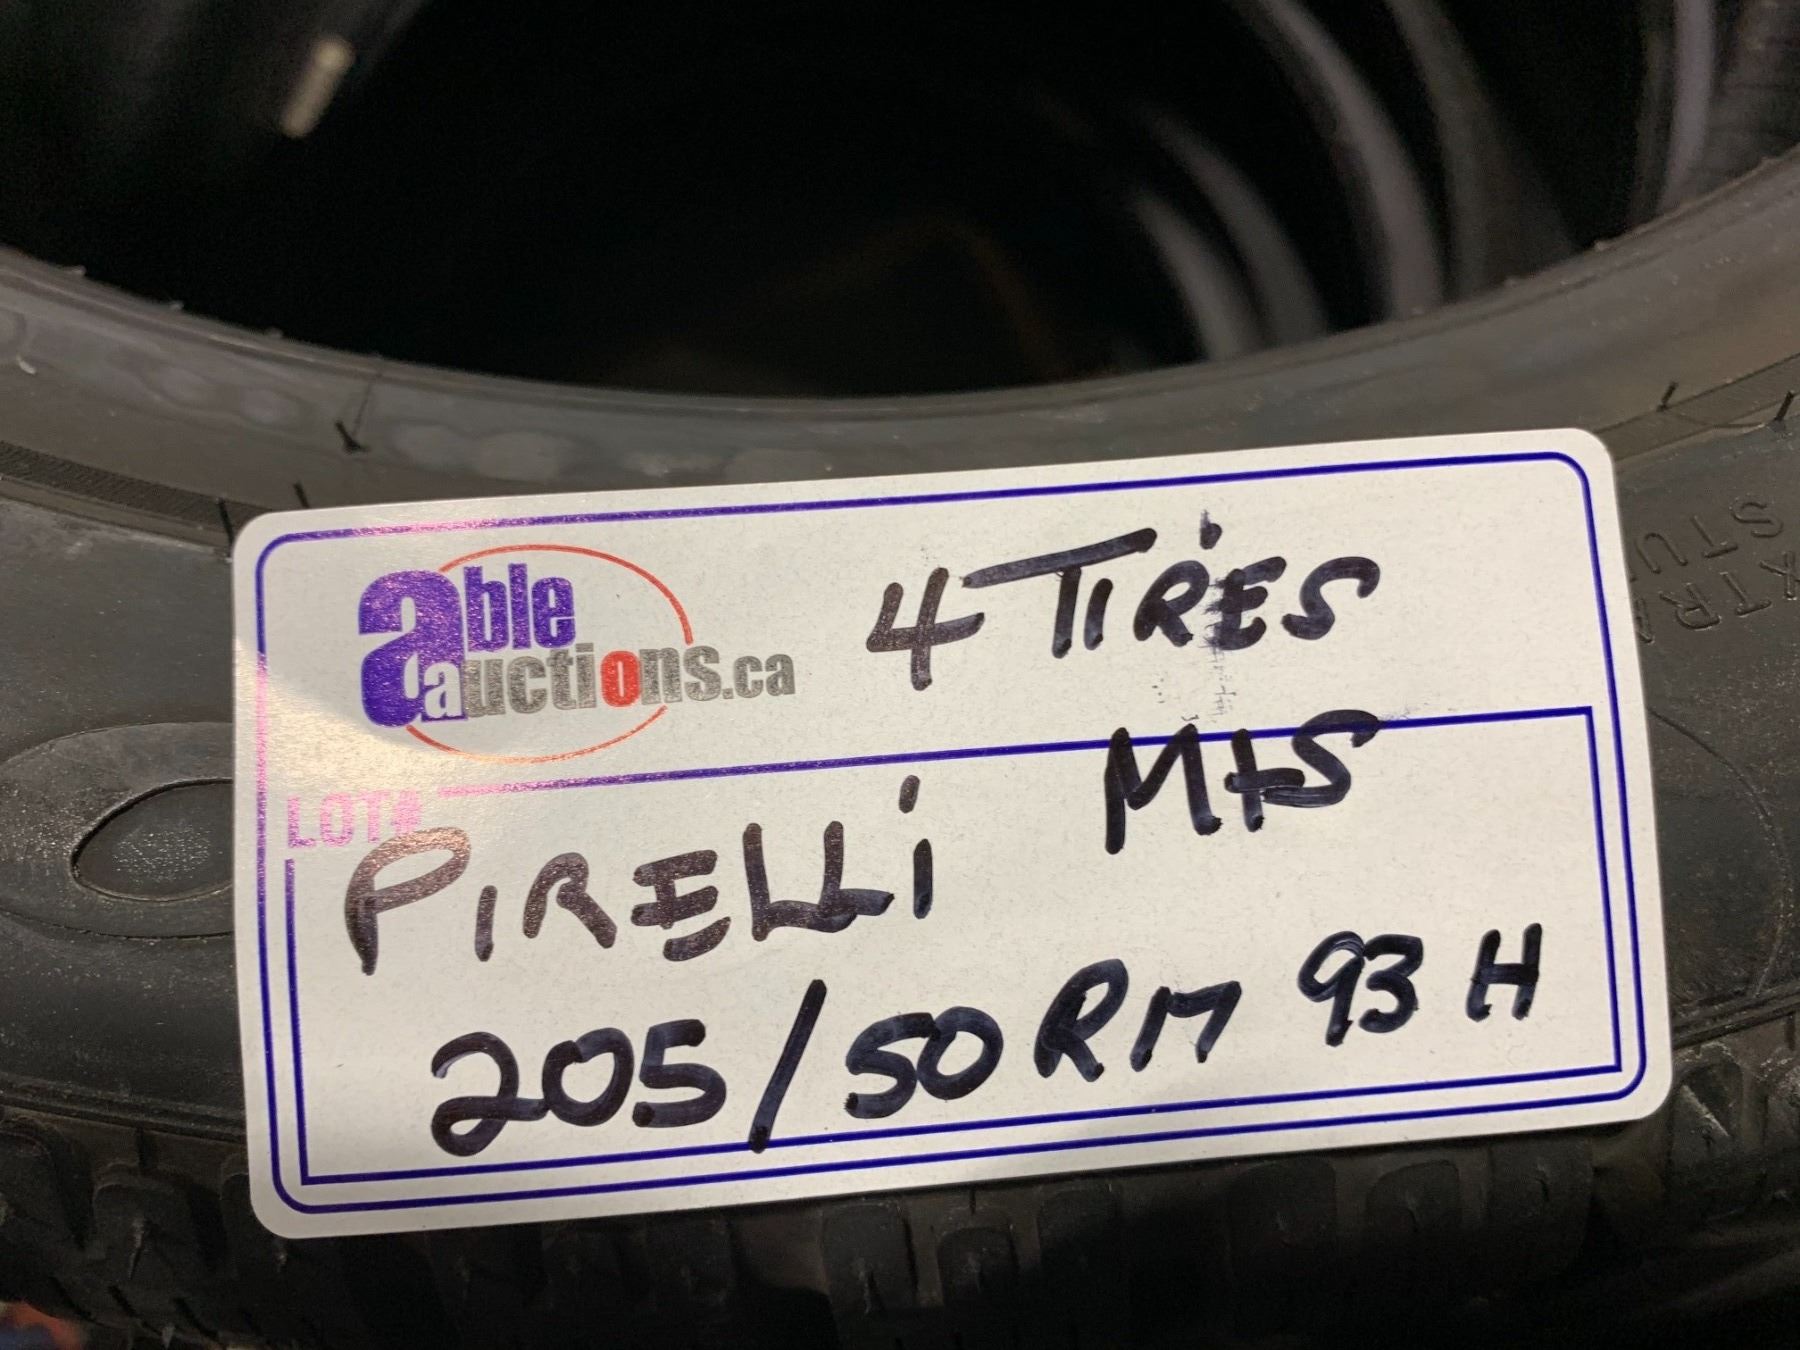 able
auctions.ca
4 TIRES
M+S
LOT#
PIRELLI
205/50 R17 93 H